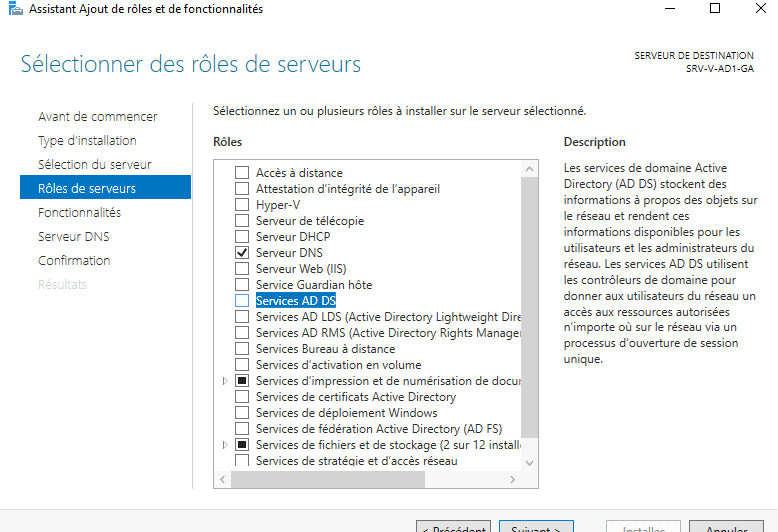 Assistant Ajout de rôles et de fonctionnalités
Sélectionner des rôles de serveurs
SERVEUR DE DESTINATION
SRV-V-AD1-GA
Avant de commencer
Type d'installation
Sélection du serveur
Rôles de serveurs
Fonctionnalités
Serveur DNS
Confirmation
Résultats
Sélectionnez un ou plusieurs rôles à installer sur le serveur sélectionné.
Rôles
Accès à distance
Attestation d'intégrité de l'appareil
Hyper-V
Serveur de télécopie
Serveur DHCP
Serveur DNS
Serveur Web (IIS)
Service Guardian hôte
Services AD DS
Services AD LDS (Active Directory Lightweight Dire
Services AD RMS (Active Directory Rights Manager
Services Bureau à distance
Services d'activation en volume
Services d'impression et de numérisation de docu
Services de certificats Active Directory
Services de déploiement Windows
Services de fédération Active Directory (AD FS)
Services de fichiers et de stockage (2 sur 12 install
Services de stratégie et d'accès réseau
Description
Les services de domaine Active
Directory (AD DS) stockent des
informations à propos des objets sur
le réseau et rendent ces
informations disponibles pour les
utilisateurs et les administrateurs du
réseau. Les services AD DS utilisent
les contrôleurs de domaine pour
donner aux utilisateurs du réseau un
accès aux ressources autorisées
n'importe où sur le réseau via un
processus d'ouverture de session
unique.
< Précédent
Suivant >
Installer
Annuler